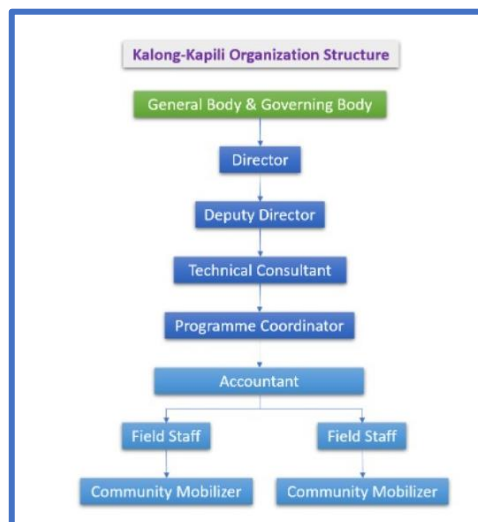 Kalong-Kapili Organization Structure
General Body & Governing Body
Director
Deputy Director
Technical Consultant
Programme Coordinator
Accountant
Field Staff
Field Staff
Community Mobilizer
Community Mobilizer